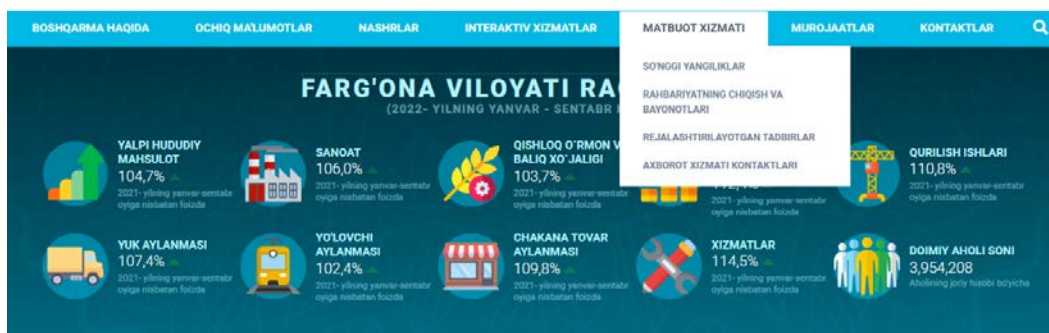 BOSHQARMA HAQIDA
OCHIQ MA'LUMOTLAR
NASHRLAR
INTERAKTIV XIZMATLAR
MATBUOT XIZMATI
MUROJAATLAR
KONTAKTLAR
SO'NGGI YANGILIKLAR
RAHBARIYATNING CHIQISH VA
BAYONOTLARI
REJALASHTIRILAYOTGAN TADBIRLAR
AXBOROT XIZMATI KONTAKTLARI
FARG'ONA VILOYATI
(2022- YILNING YANVAR - SENTABR
YALPI HUDUDIY
MAHSULOT
104,7%
2021- yilning yanvar-sentabr
oyiga nisbatan foizda
SANOAT
106,0%
2021- yilning yanvar-sentabr
oyiga nisbatan foizda
QISHLOQ O'RMON
BALIQ XO'JALIGI
103,7%
2021- yilning yanvar-sentabr
oyiga nisbatan foizda
2021- yilning yanvar-sentabr
oyiga nisbatan foizda
QURILISH ISHLARI
110,8%
2021- yilning yanvar-sentabr
oyiga nisbatan foizda
YUK AYLANMASI
107,4%
2021- yilning yanvar-sentabr
oyiga nisbatan foizda
YO'LOVCHI
AYLANMASI
102,4%
2021- yilning yanvar-sentabr
oyiga nisbatan foizda
CHAKANA TOVAR
AYLANMASI
109,8%
2021- yilning yanvar-sentabr
oyiga nisbatan foizda
XIZMATLAR
114,5%
2021- yilning yanvar-sentabr
oyiga nisbatan foizda
DOIMIY AHOLI SONI
3,954,208
Aholining joriy hisobi bo'yicha